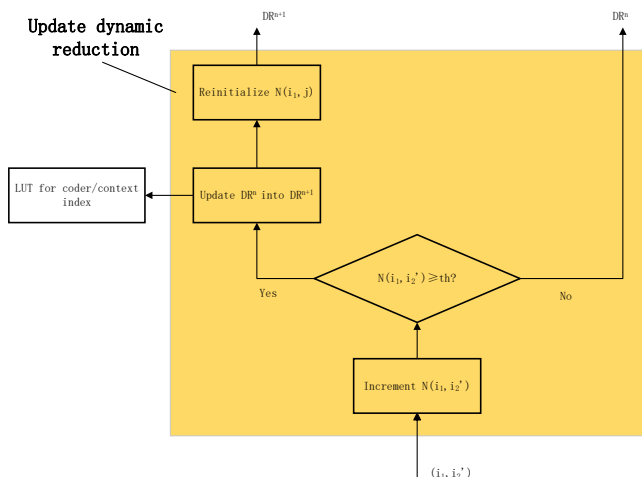 DRⁿ⁺¹
DRⁿ
Update dynamic
reduction
Reinitialize N(i₁,j)
LUT for coder/context
index
Update DRⁿ into DRⁿ⁺¹
N(i₁,i₂')≥th?
Yes
No
Increment N(i₁,i₂')
(i₁,i₂')